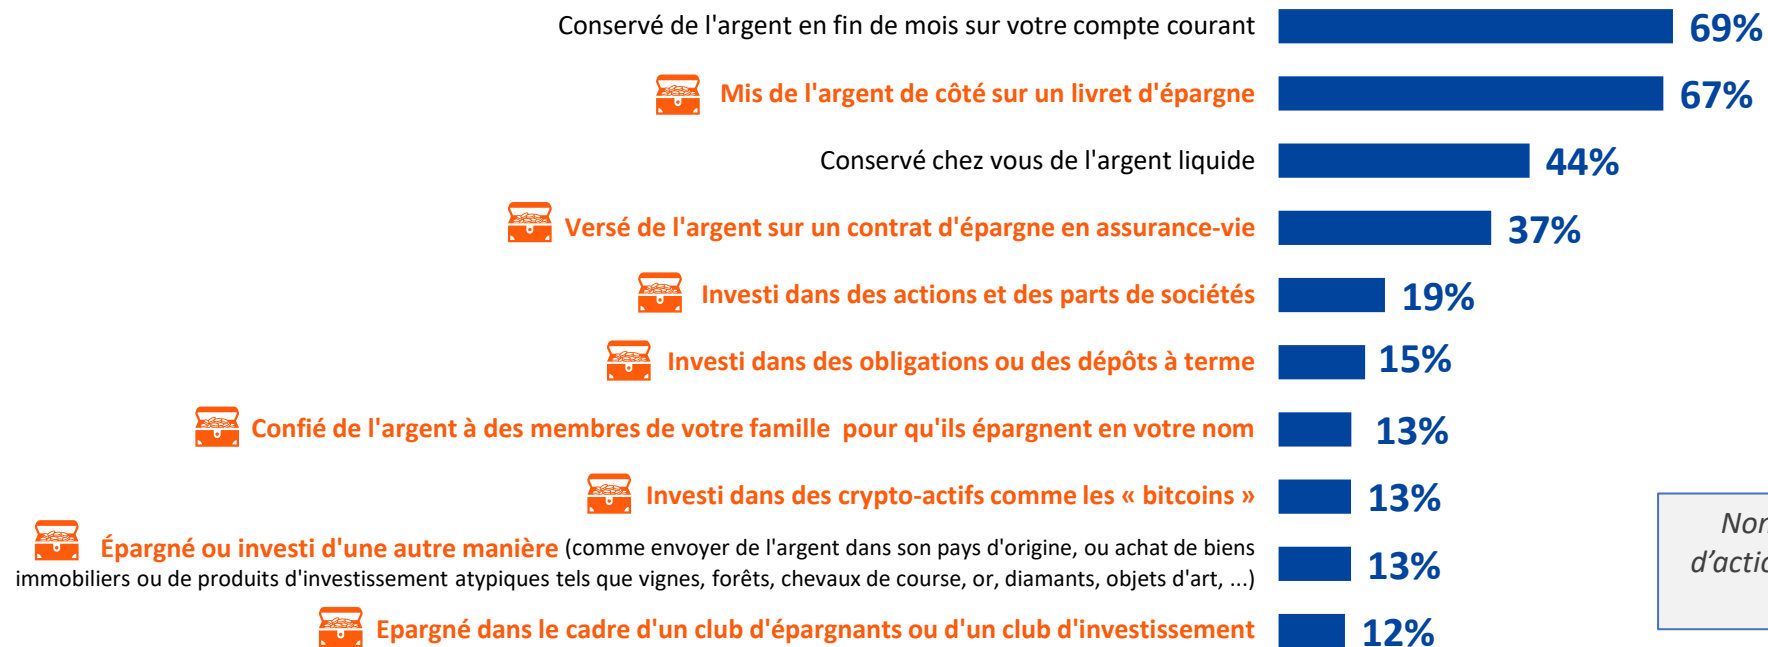 Conservé de l'argent en fin de mois sur votre compte courant 69%
Mis de l'argent de côté sur un livret d'épargne 67%
Conservé chez vous de l'argent liquide 44%
Versé de l'argent sur un contrat d'épargne en assurance-vie 37%
Investi dans des actions et des parts de sociétés 19%
Investi dans des obligations ou des dépôts à terme 15%
Confié de l'argent à des membres de votre famille pour qu'ils épargnent en votre nom 13%
Investi dans des crypto-actifs comme les « bitcoins » 13%
Épargné ou investi d'une autre manière (comme envoyer de l'argent dans son pays d'origine, ou achat de biens
immobiliers ou de produits d'investissement atypiques tels que vignes, forêts, chevaux de course, or, diamants, objets d'art, ...) 13%
Epargné dans le cadre d'un club d'épargnants ou d'un club d'investissement 12%